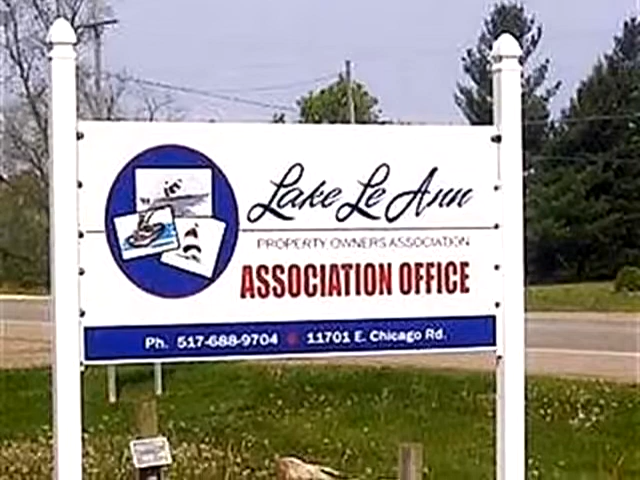 Lake Le Ann
PROPERTY OWNERS ASSOCIATION
ASSOCIATION OFFICE
Ph. 517-688-9704 11701 E. Chicago Rd.